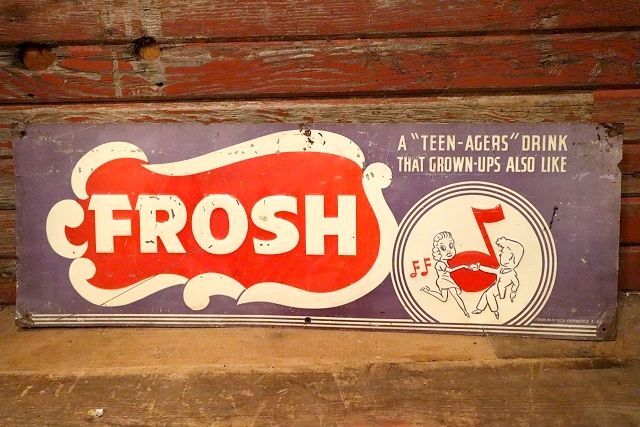 FROSH
A "TEEN-AGERS" DRINK
THAT GROWN-UPS ALSO LIKE